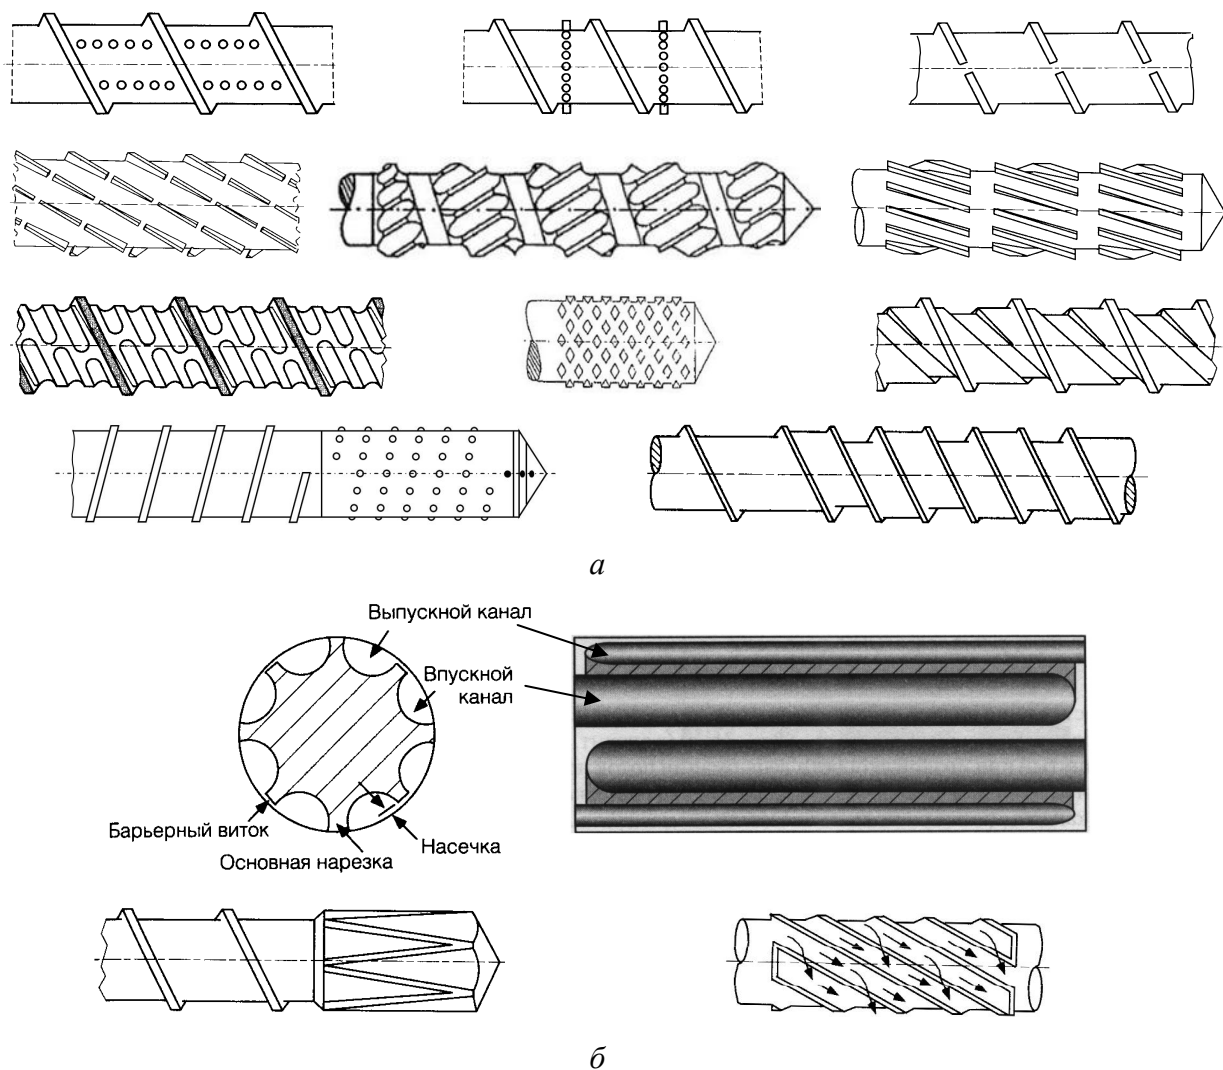 а
Выпускной канал
Впускной
канал
Барьерный виток
Насечка
Основная нарезка
б